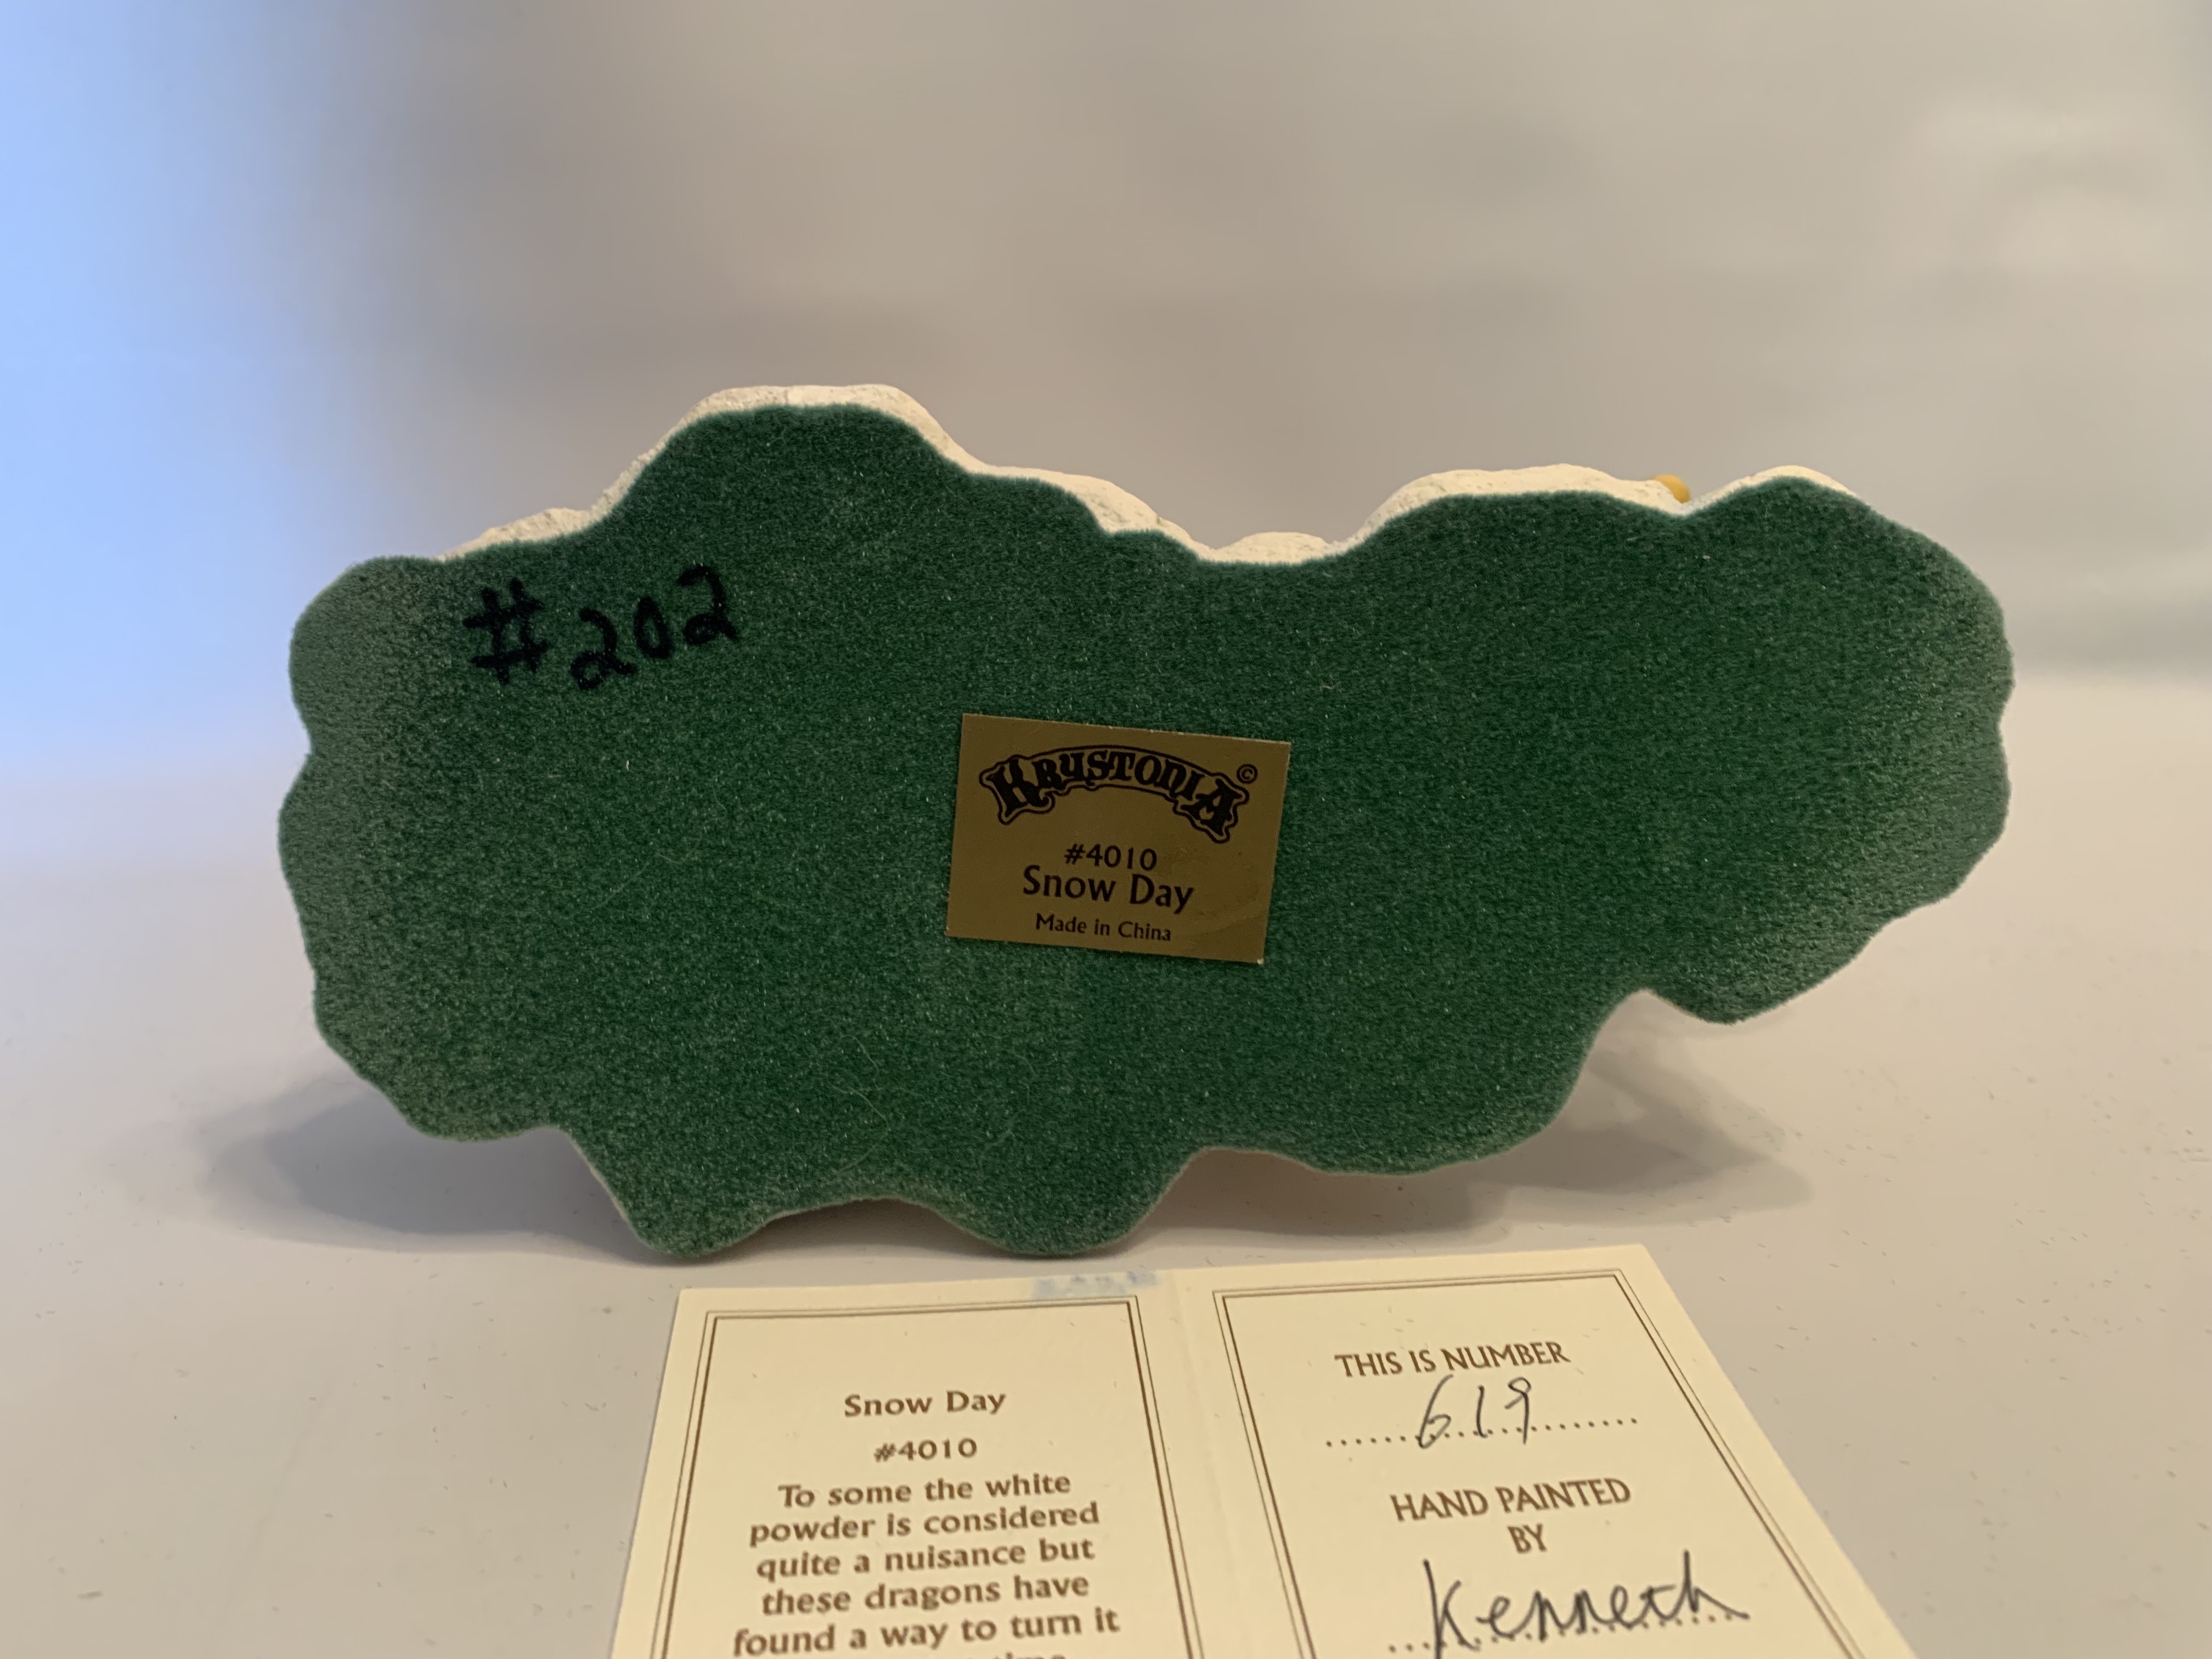 #202
KRYSTONIA ©
#4010
Snow Day
Made in China
Snow Day
#4010
To some the white
powder is considered
quite a nuisance but
these dragons have
found a way to turn it
time
THIS IS NUMBER
619
HAND PAINTED
BY
Kenneth